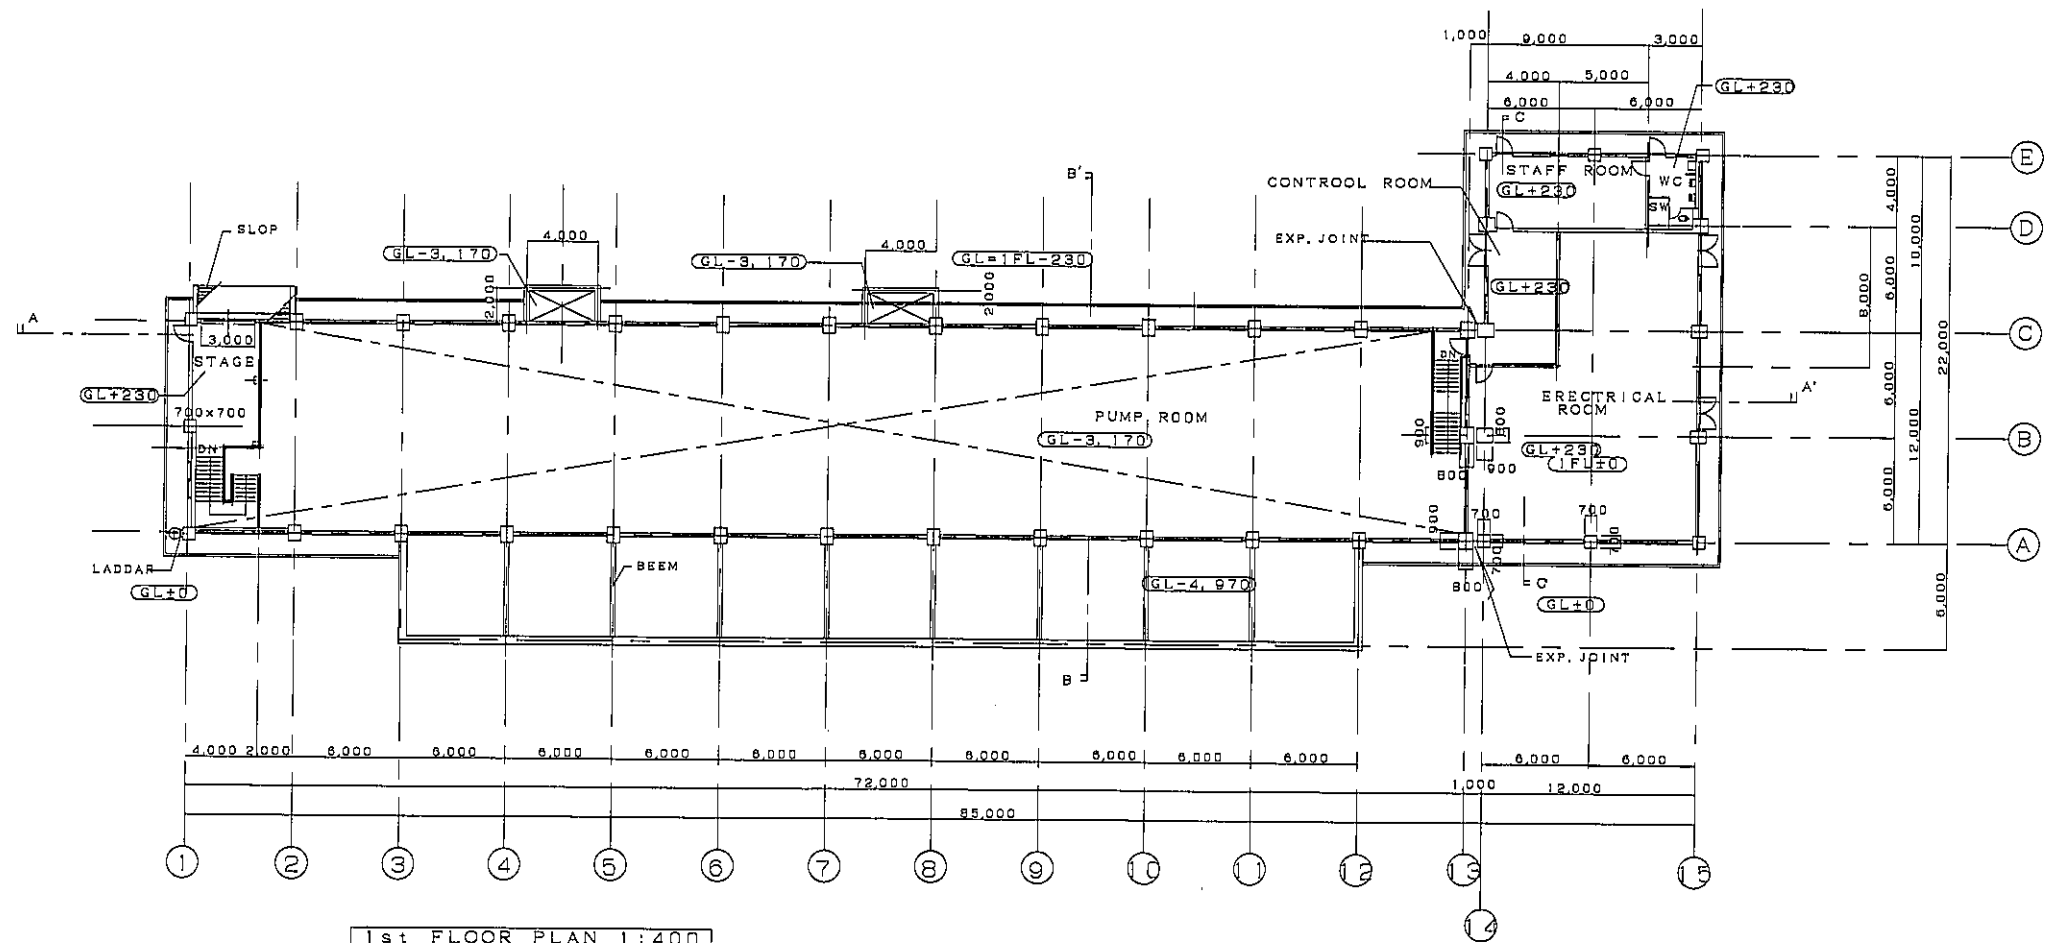 1,000 9,000 3,000
4,000 5,000
GL+230
6,000 6,000
C
E
B'
STAFF ROOM
WC
CONTROOL ROOM
GL+230
4,000
SW
SLOP
D
4,000
EXP. JOINT
GL-3, 170
4,000
GL-3, 170
GL=1FL-230
10,000
6,000
8,000
GL+230
2,000
2,000
A
C
3,000
STAGE
DN
22,000
GL+230
A'
6,000
ERECTRICAL
ROOM
700x700
PUMP ROOM
GL-3, 170
900
800
B
DN
GL+230
1FL±0
12,000
800 900
6,000
900
700 700
A
700
700
LADDAR
BEEM
GL-4, 970
800
C'
GL±0
GL±0
6,000
EXP. JOINT
B
4,000 2,000 6,000 6,000 6,000 6,000 6,000 6,000 6,000 6,000 6,000 6,000 6,000 6,000
72,000 1,000 12,000
85,000
1 2 3 4 5 6 7 8 9 10 11 12 13 15
14
1st FLOOR PLAN 1:400